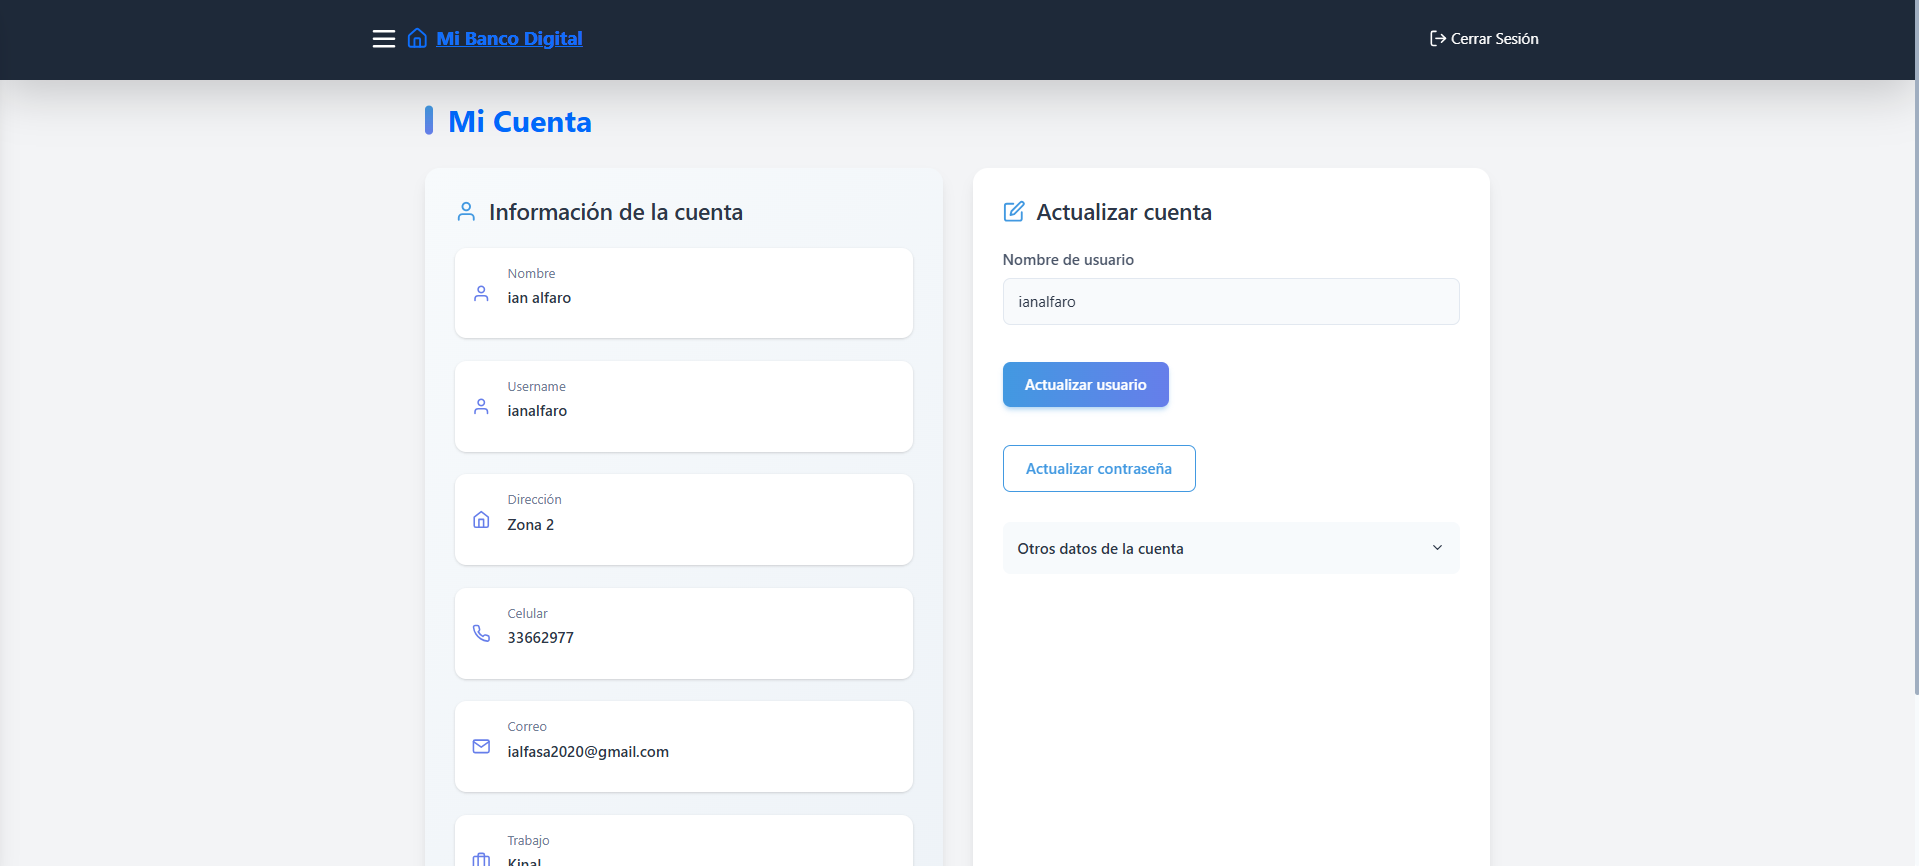 Mi Banco Digital
Cerrar Sesión
Mi Cuenta
Información de la cuenta
Nombre
ian alfaro
Username
ianalfaro
Dirección
Zona 2
Celular
33662977
Correo
ialfasa2020@gmail.com
Trabajo
Kinal
Actualizar cuenta
Nombre de usuario
ianalfaro
Actualizar usuario
Actualizar contraseña
Otros datos de la cuenta